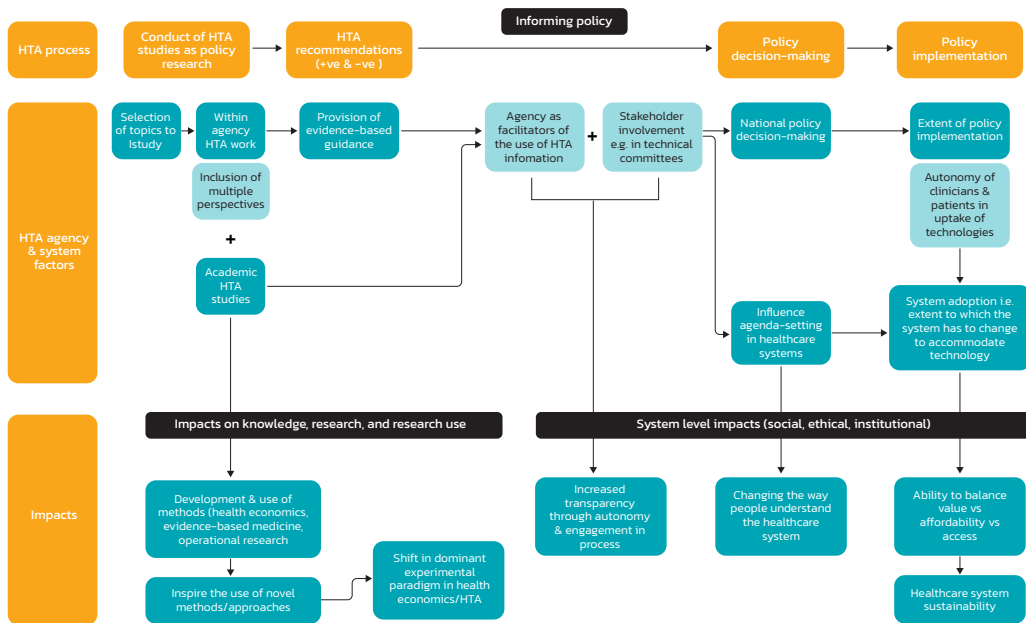 Informing policy
HTA process
Conduct of HTA
studies as policy
research
HTA
recommendations
(+ve & -ve )
Policy
decision-making
Policy
implementation
HTA agency
& system
factors
Selection
of topics to
Istudy
Within
agency
HTA work
Provision of
evidence-based
guidance
Agency as
facilitators of
the use of HTA
infomation
+
Stakeholder
involvement
e.g. in technical
committees
National policy
decision-making
Extent of policy
implementation
Inclusion of
multiple
perspectives
Autonomy of
clinicians &
patients in
uptake of
technologies
+
Academic
HTA
studies
Influence
agenda-setting
in healthcare
systems
System adoption i.e.
extent to which the
system has to change
to accommodate
technology
Impacts
Impacts on knowledge, research, and research use
System level impacts (social, ethical, institutional)
Development & use of
methods (health economics,
evidence-based medicine,
operational research
Increased
transparency
through autonomy
& engagement in
process
Changing the way
people understand
the healthcare
system
Ability to balance
value vs
affordability vs
access
Inspire the use of novel
methods/approaches
Shift in dominant
experimental
paradigm in health
economics/HTA
Healthcare system
sustainability